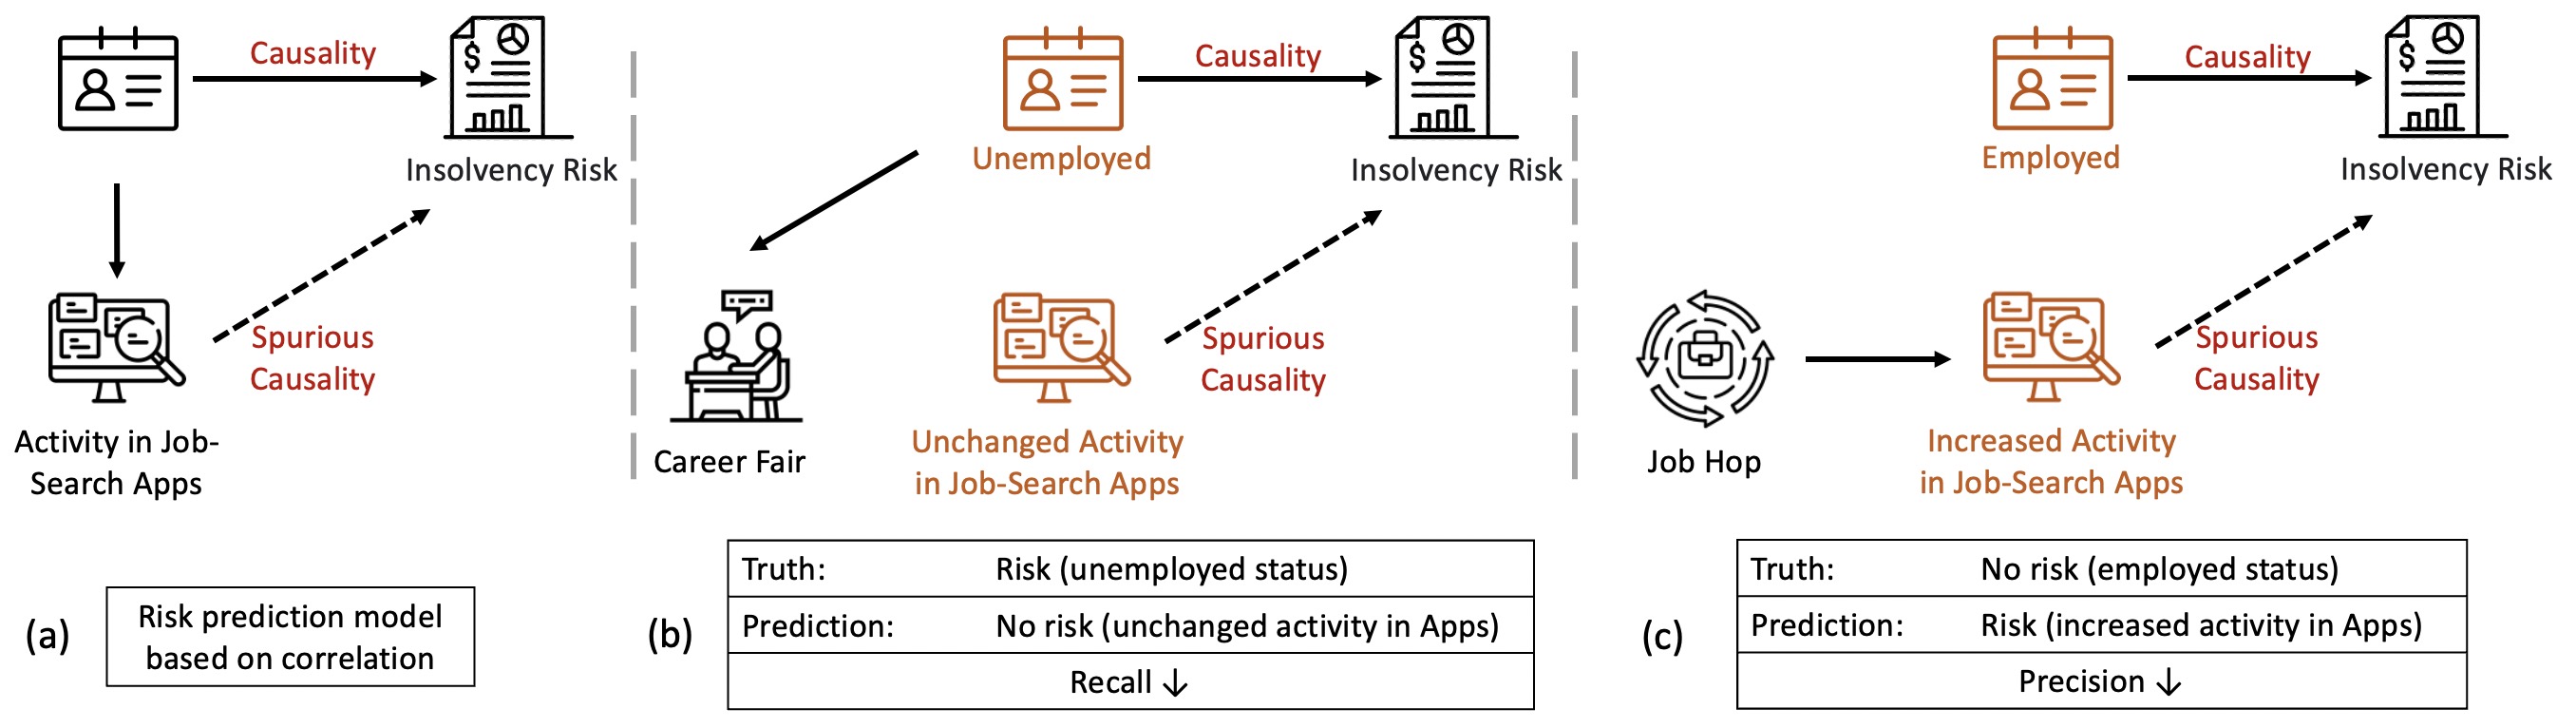 Causality
Insolvency Risk
Spurious
Causality
Activity in Job-
Search Apps
(a)
Risk prediction model
based on correlation
Unemployed
Causality
$
Insolvency Risk
Career Fair
Unchanged Activity
in Job-Search Apps
Spurious
Causality
(b)
Truth: Risk (unemployed status)
Prediction: No risk (unchanged activity in Apps)
Recall ↓
Employed
Causality
$
Insolvency Risk
Job Hop
Increased Activity
in Job-Search Apps
Spurious
Causality
(c)
Truth: No risk (employed status)
Prediction: Risk (increased activity in Apps)
Precision ↓